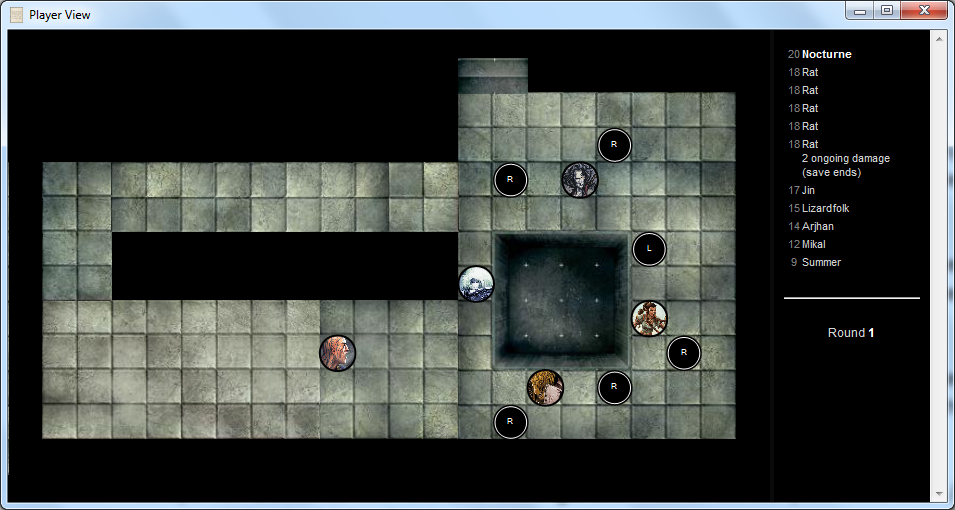 Player View
R
R
L
R
R
R
20 Nocturne
18 Rat
18 Rat
18 Rat
18 Rat
18 Rat
2 ongoing damage
(save ends)
17 Jin
15 Lizardfolk
14 Arjhan
12 Mikal
9 Summer
Round 1